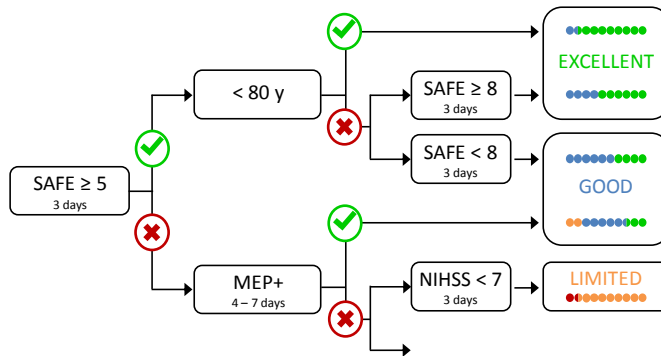 < 80 y
EXCELLENT
SAFE ≥ 8
3 days
SAFE < 8
3 days
SAFE ≥ 5
3 days
GOOD
MEP+
4 – 7 days
NIHSS < 7
3 days
LIMITED